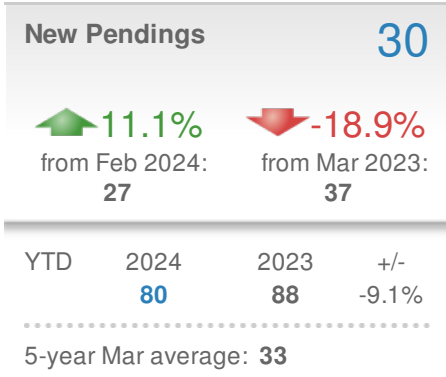 New Pendings 30
11.1% -18.9%
from Feb 2024: from Mar 2023:
27 37
YTD 2024 2023 +/-
80 88 -9.1%
5-year Mar average: 33